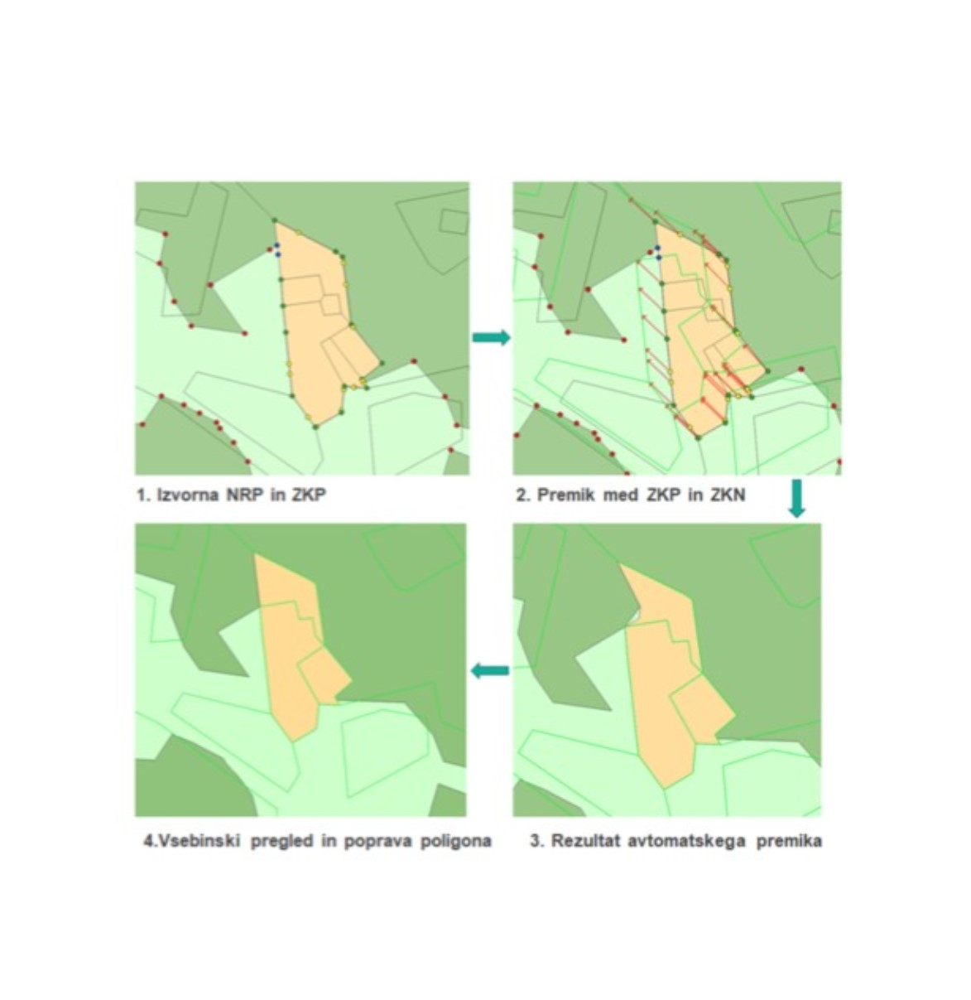 1. Izvorna NRP in ZKP
2. Premik med ZKP in ZKN
4.Vsebinski pregled in poprava poligona
3. Rezultat avtomatskega premika